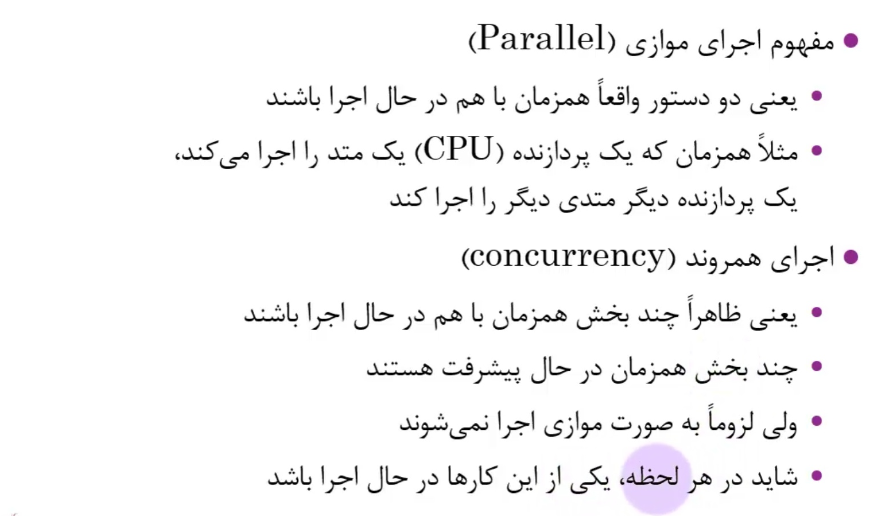 مفهوم اجرای موازی (Parallel)
یعنی دو دستور واقعاً همزمان با هم در حال اجرا باشند
مثلاً همزمان که یک پردازنده (CPU) یک متد را اجرا می‌کند،
یک پردازنده دیگر متدی دیگر را اجرا کند
اجرای همروند (concurrency)
یعنی ظاهراً چند بخش همزمان با هم در حال اجرا باشند
چند بخش همزمان در حال پیشرفت هستند
ولی لزوماً به صورت موازی اجرا نمی‌شوند
شاید در هر لحظه، یکی از این کارها در حال اجرا باشد